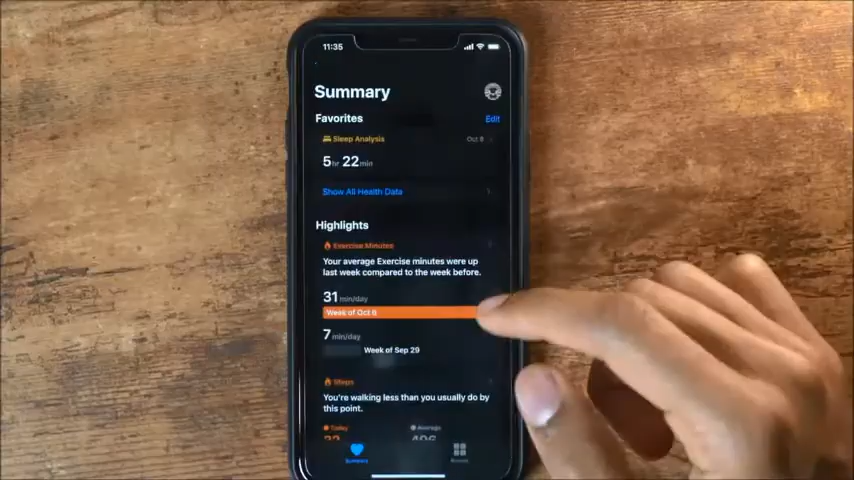 11:35
Summary
Favorites
Edit
Sleep Analysis
Oct 8
5 hr 22 min
Show All Health Data
Highlights
Exercise Minutes
Your average Exercise minutes were up
last week compared to the week before.
31 min/day
Week of Oct 6
7 min/day
Week of Sep 29
Steps
You're walking less than you usually do by
this point.
Today
Average
Summary
Browse